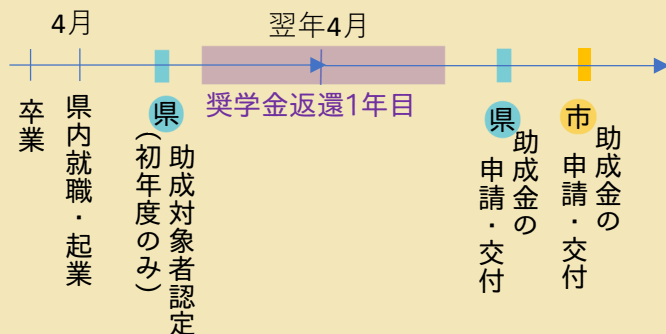 4月
翌年4月
卒業
県内就職・起業
県
助成対象者認定
(初年度のみ)
奨学金返還1年目
県
助成金の
申請・交付
市
助成金の
申請・交付